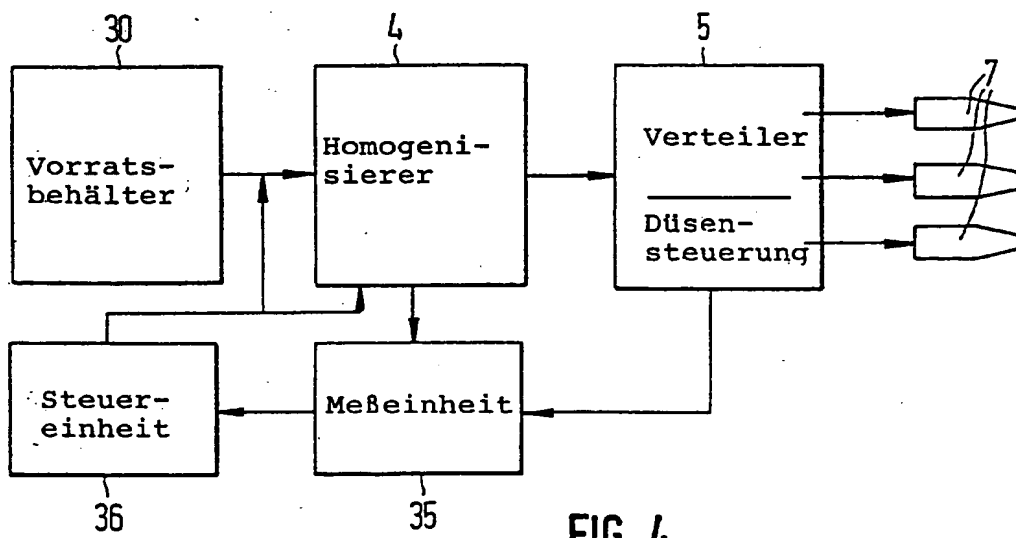 30
4
5
7
Vorrats-
behälter
Homogeni-
sierer
Verteiler
Düsen-
steuerung
Steuer-
einheit
Meßeinheit
36
35
FIG. 4